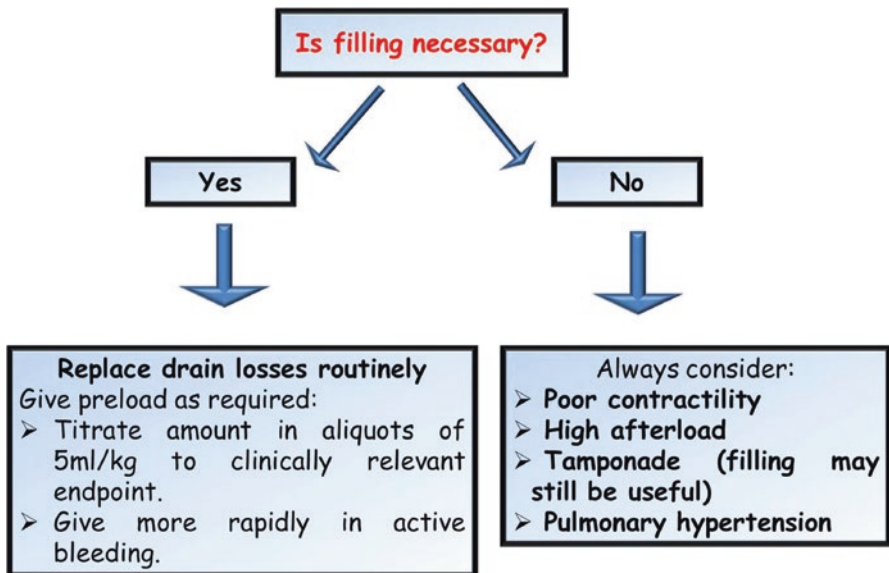 Is filling necessary?
Yes
No
Replace drain losses routinely
Give preload as required:
➢ Titrate amount in aliquots of
5ml/kg to clinically relevant
endpoint.
➢ Give more rapidly in active
bleeding.
Always consider:
➢ Poor contractility
➢ High afterload
➢ Tamponade (filling may
still be useful)
➢ Pulmonary hypertension